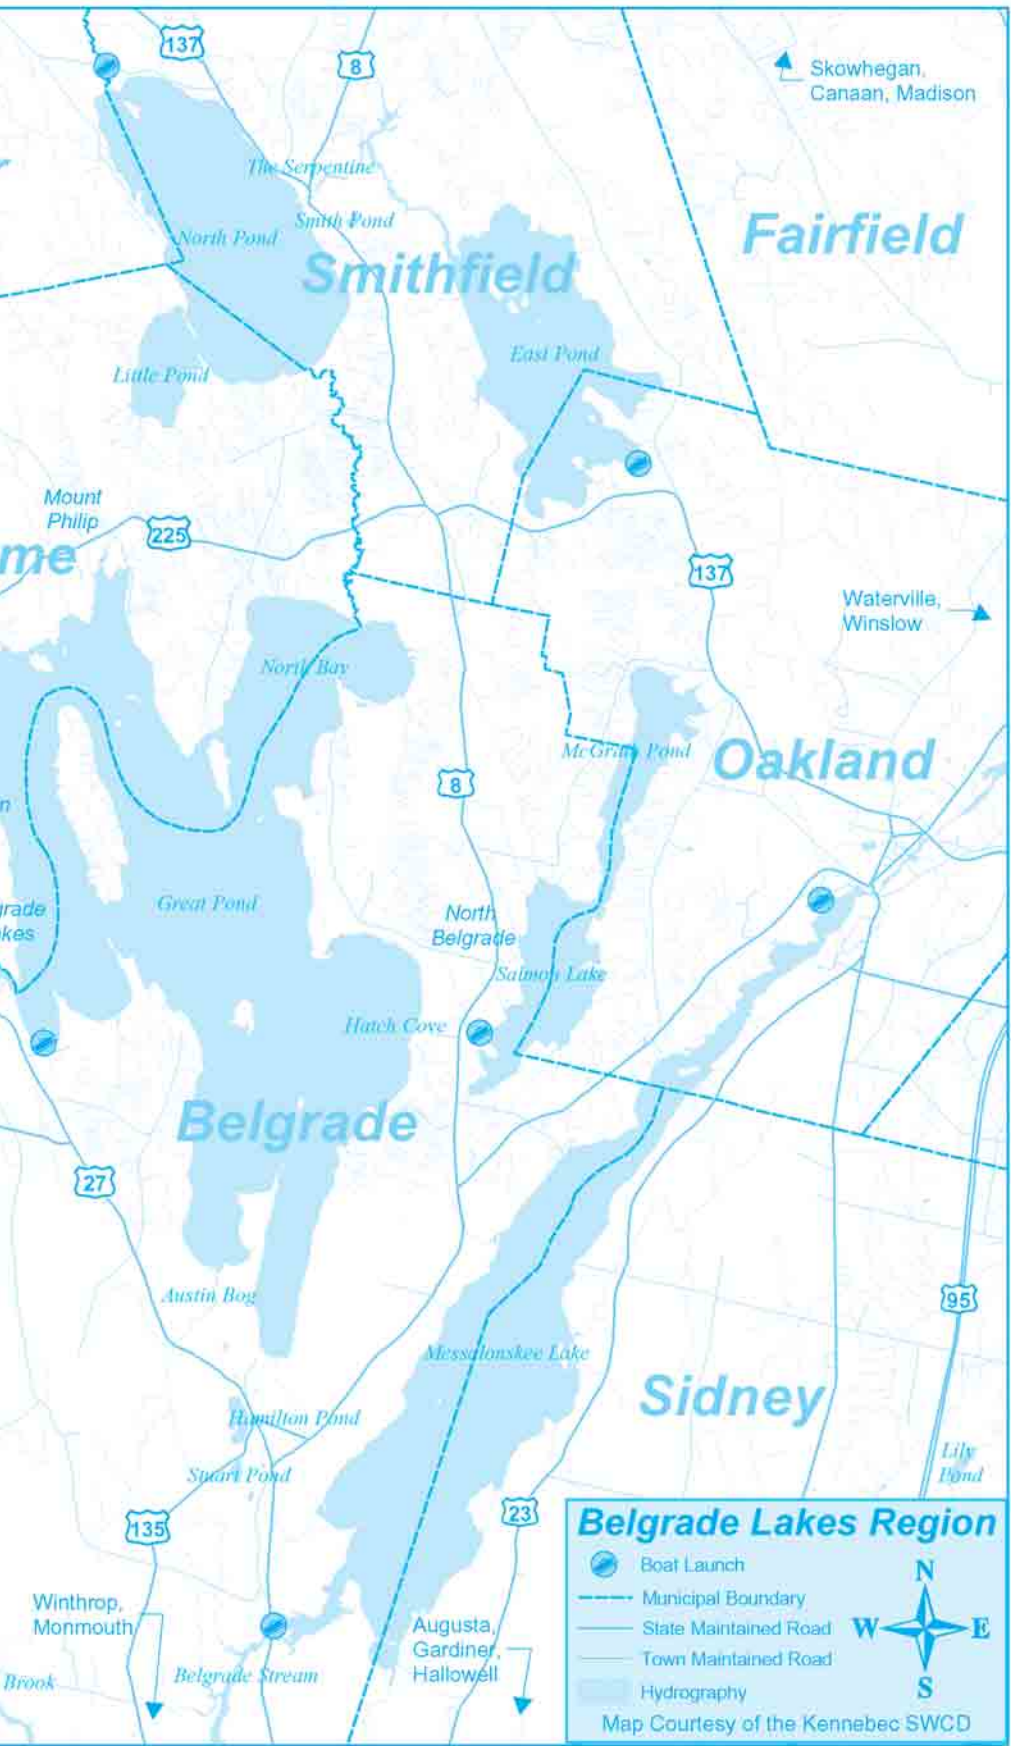 137
8
Skowhegan,
Canaan, Madison
The Serpentine
Smith Pond
North Pond
Fairfield
Smithfield
East Pond
Little Pond
Mount
Philip
225
me
137
Waterville,
Winslow
North Bay
McGrath Pond
Oakland
8
n
Great Pond
grade
kes
North
Belgrade
Salmon Lake
Hatch Cove
Belgrade
27
Austin Bog
95
Messalonskee Lake
Sidney
Hamilton Pond
Lily
Pond
Stuart Pond
135
23
Belgrade Lakes Region
Boat Launch
Municipal Boundary
State Maintained Road
Town Maintained Road
Hydrography
N
W E
S
Map Courtesy of the Kennebec SWCD
Winthrop,
Monmouth
Augusta,
Gardiner,
Hallowell
Belgrade Stream
Brook